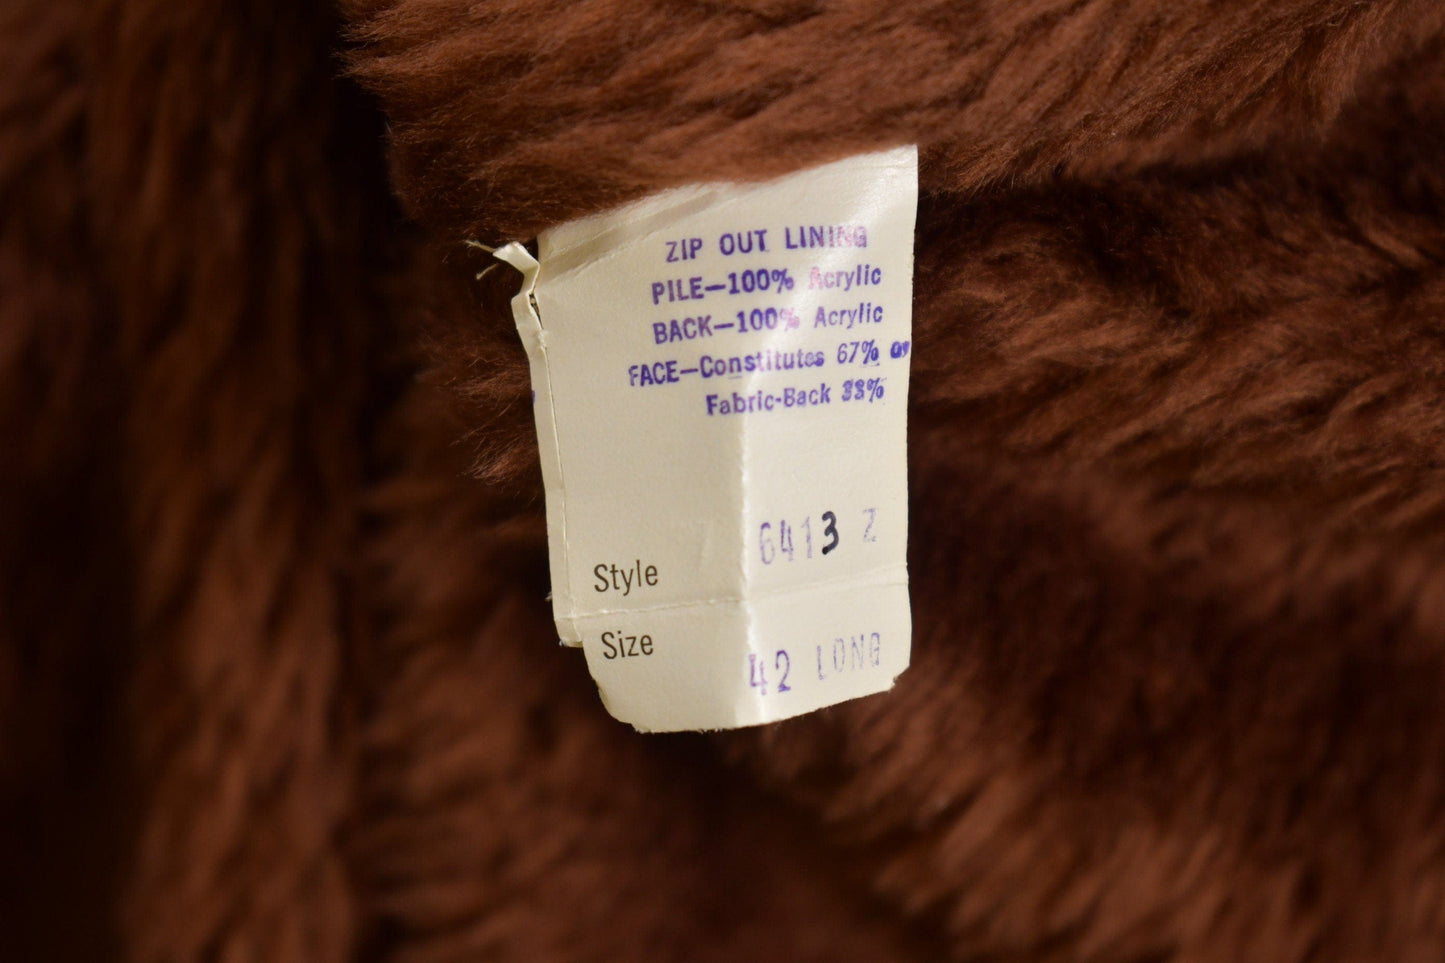 ZIP OUT LINING
PILE—100% Acrylic
BACK—100% Acrylic
FACE—Constitutes 67%
Fabric-Back 33%
Style 6413 Z
Size 42 LONG